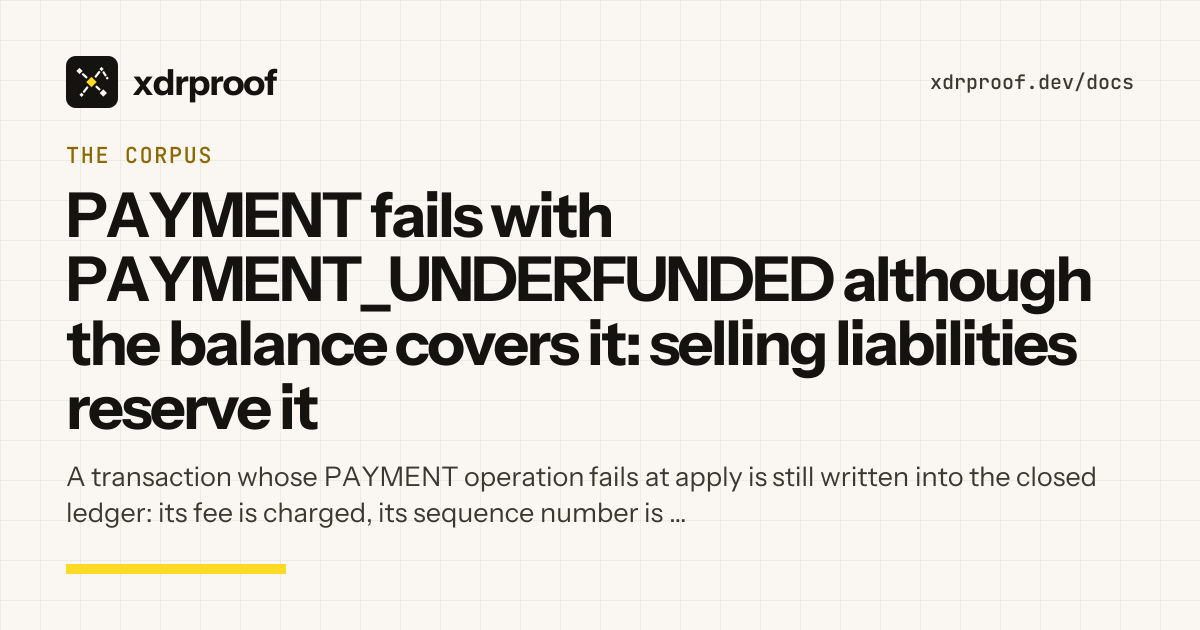 xdrproof
xdrproof.dev/docs
THE CORPUS
PAYMENT fails with
PAYMENT_UNDERFUNDED although
the balance covers it: selling liabilities
reserve it
A transaction whose PAYMENT operation fails at apply is still written into the closed
ledger: its fee is charged, its sequence number is ...